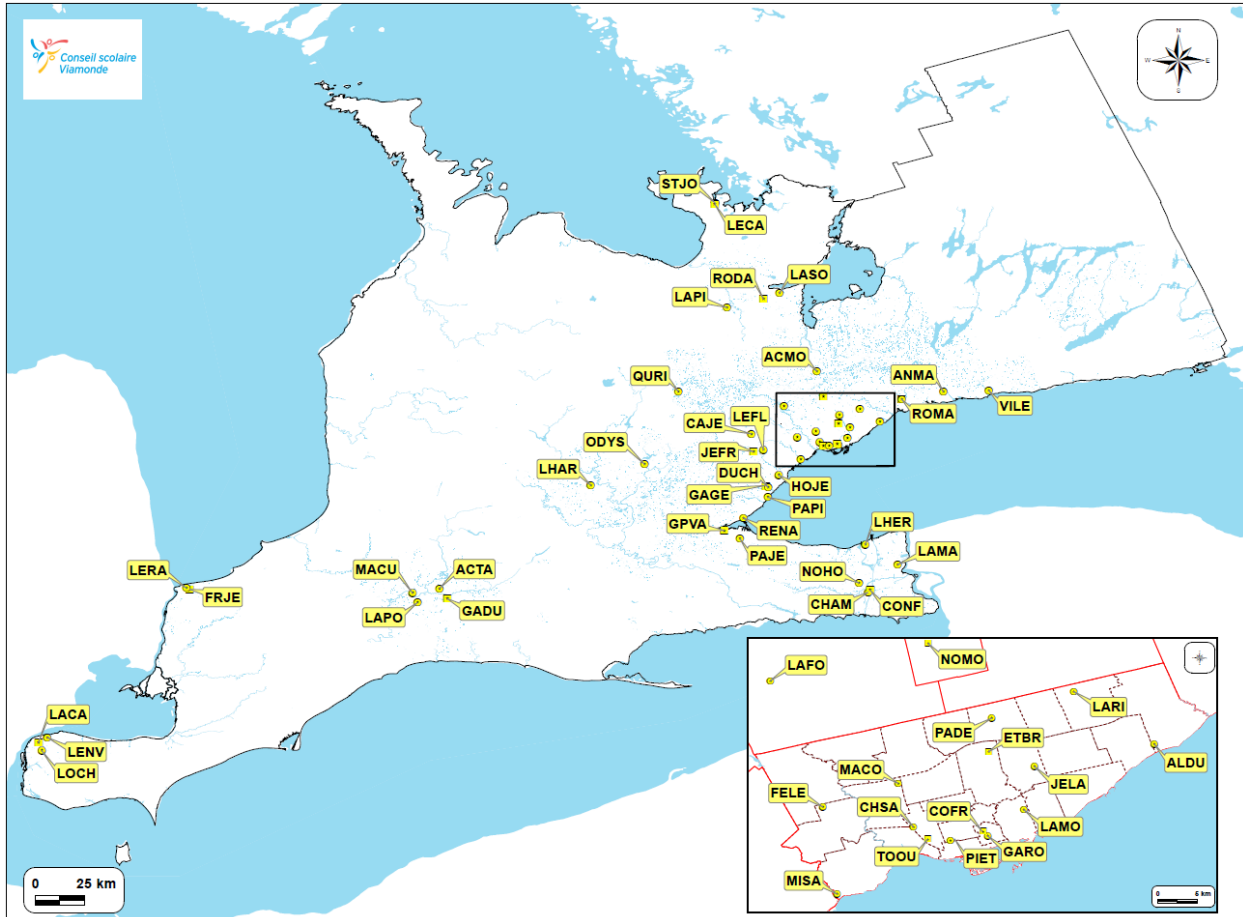 Conseil scolaire
Viamonde
N
W E
S
STJO
LECA
RODA
LASO
LAPI
ACMO
QURI
ANMA
ROMA
VILE
LEFL
CAJE
JEFR
ODYS
LHAR
DUCH
HOJE
GAGE
PAPI
GPVA
RENA
PAJE
LHER
LAMA
NOHO
CHAM
CONF
LERA
FRJE
MACU
ACTA
LAPO
GADU
LACA
LENV
LOCH
0 25 km
NOMO
LAFO
LARI
PADE
ETBR
ALDU
MACO
JELA
FELE
CHSA
COFR
LAMO
TOOU
PIET
GARO
MISA
0 5 km